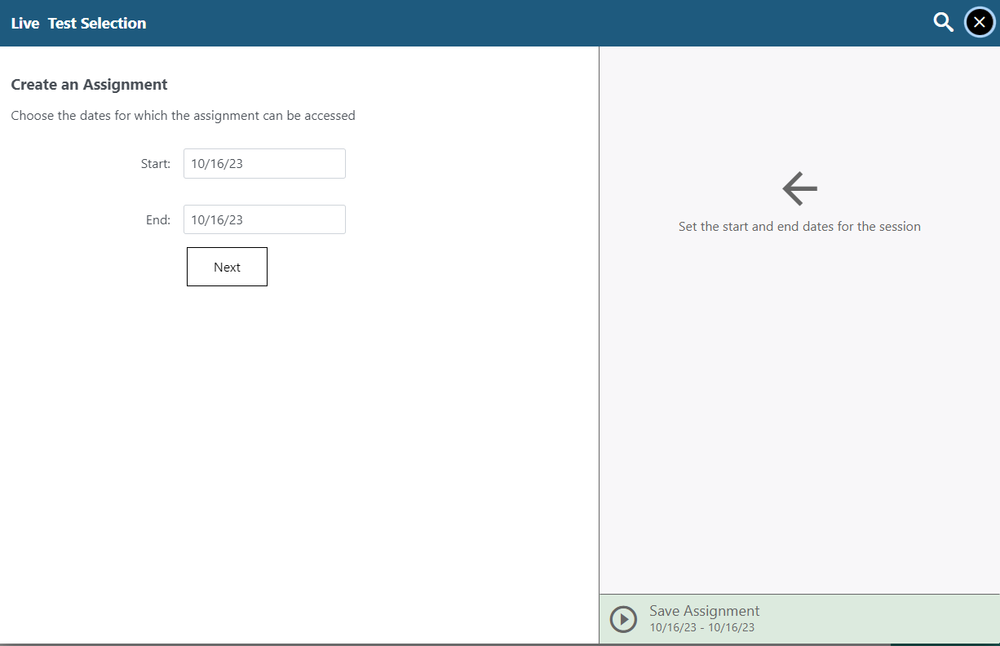 Live Test Selection
Create an Assignment
Choose the dates for which the assignment can be accessed
Start: 10/16/23
End: 10/16/23
Next
Set the start and end dates for the session
Save Assignment
10/16/23 - 10/16/23